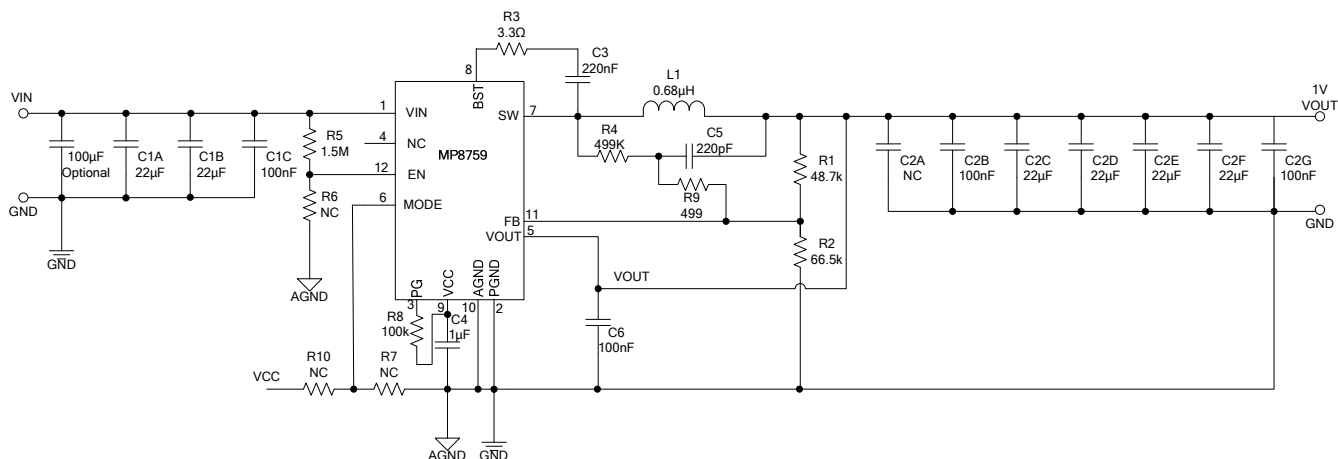 R3
3.3Ω
C3
220nF
8
BST
L1
0.68µH
1V
VOUT
VIN
1
VIN
SW
7
4
NC
R5
1.5M
MP8759
R4
499K
C5
220pF
R1
48.7k
100µF
Optional
C1A
22µF
C1B
22µF
C1C
100nF
C2A
NC
C2B
100nF
C2C
22µF
C2D
22µF
C2E
22µF
C2F
22µF
C2G
100nF
12
EN
R6
NC
6
MODE
R9
499
FB
11
VOUT
5
GND
GND
R2
66.5k
GND
AGND
PG
VCC
AGND
PGND
3
9
10
2
VOUT
R8
100k
C4
1µF
C6
100nF
R10
NC
R7
NC
VCC
AGND
GND